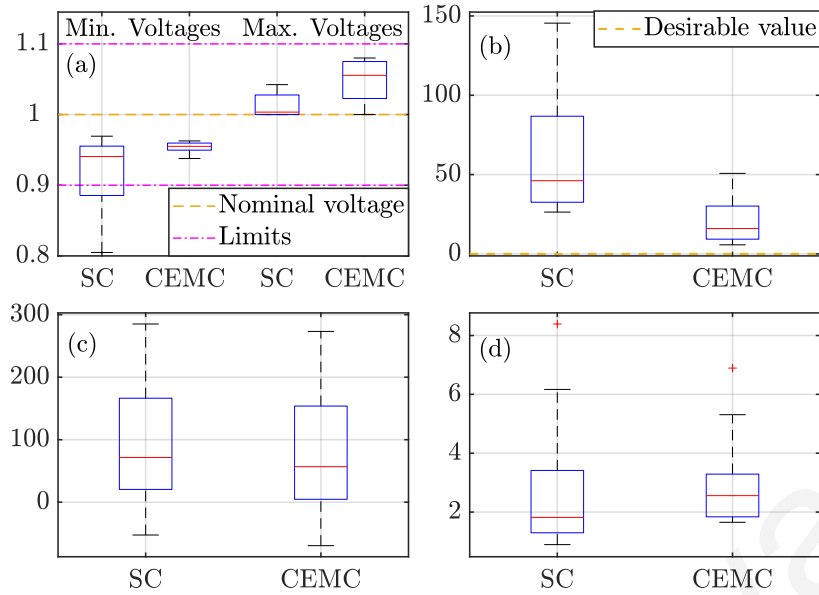 Min. Voltages Max. Voltages
1.1
1
0.9
0.8
(a)
Nominal voltage
Limits
SC CEMC SC CEMC
150
100
50
0
(b)
Desirable value
SC CEMC
300
200
100
0
(c)
SC CEMC
8
6
4
2
(d)
SC CEMC